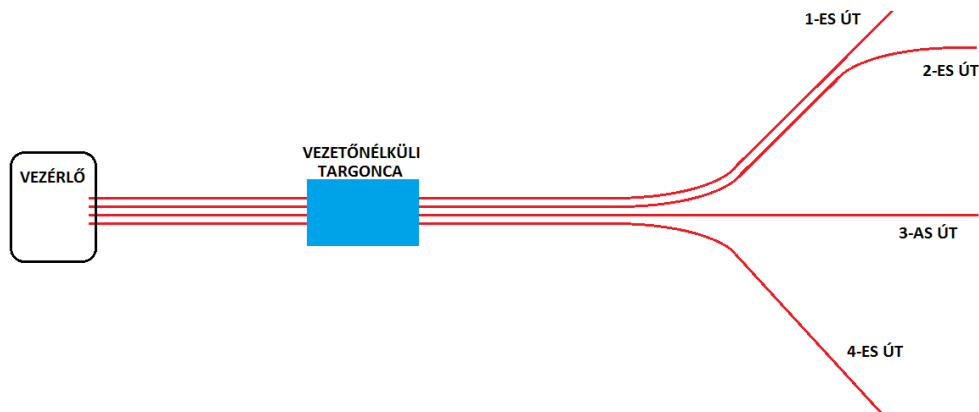 1-ES ÚT
2-ES ÚT
VEZETŐNÉLKÜLI
TARGONCA
VEZÉRLŐ
3-AS ÚT
4-ES ÚT